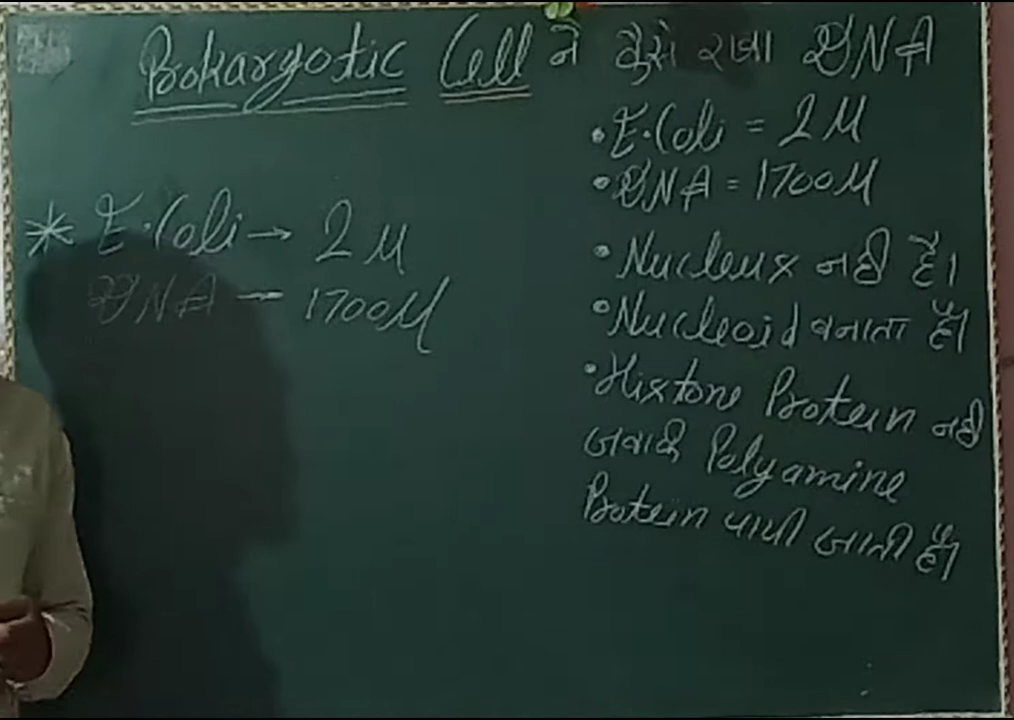 Prokaryotic Cell ने कैसे रखा DNA
* E.Coli → 2 M
DNA — 1700M
• E.Coli = 2M
• DNA = 1700M
• Nucleus नही है।
• Nucleoid बनाता है।
• Histone Protein नही
जबकि Polyamine
Protein पायी जाती है।